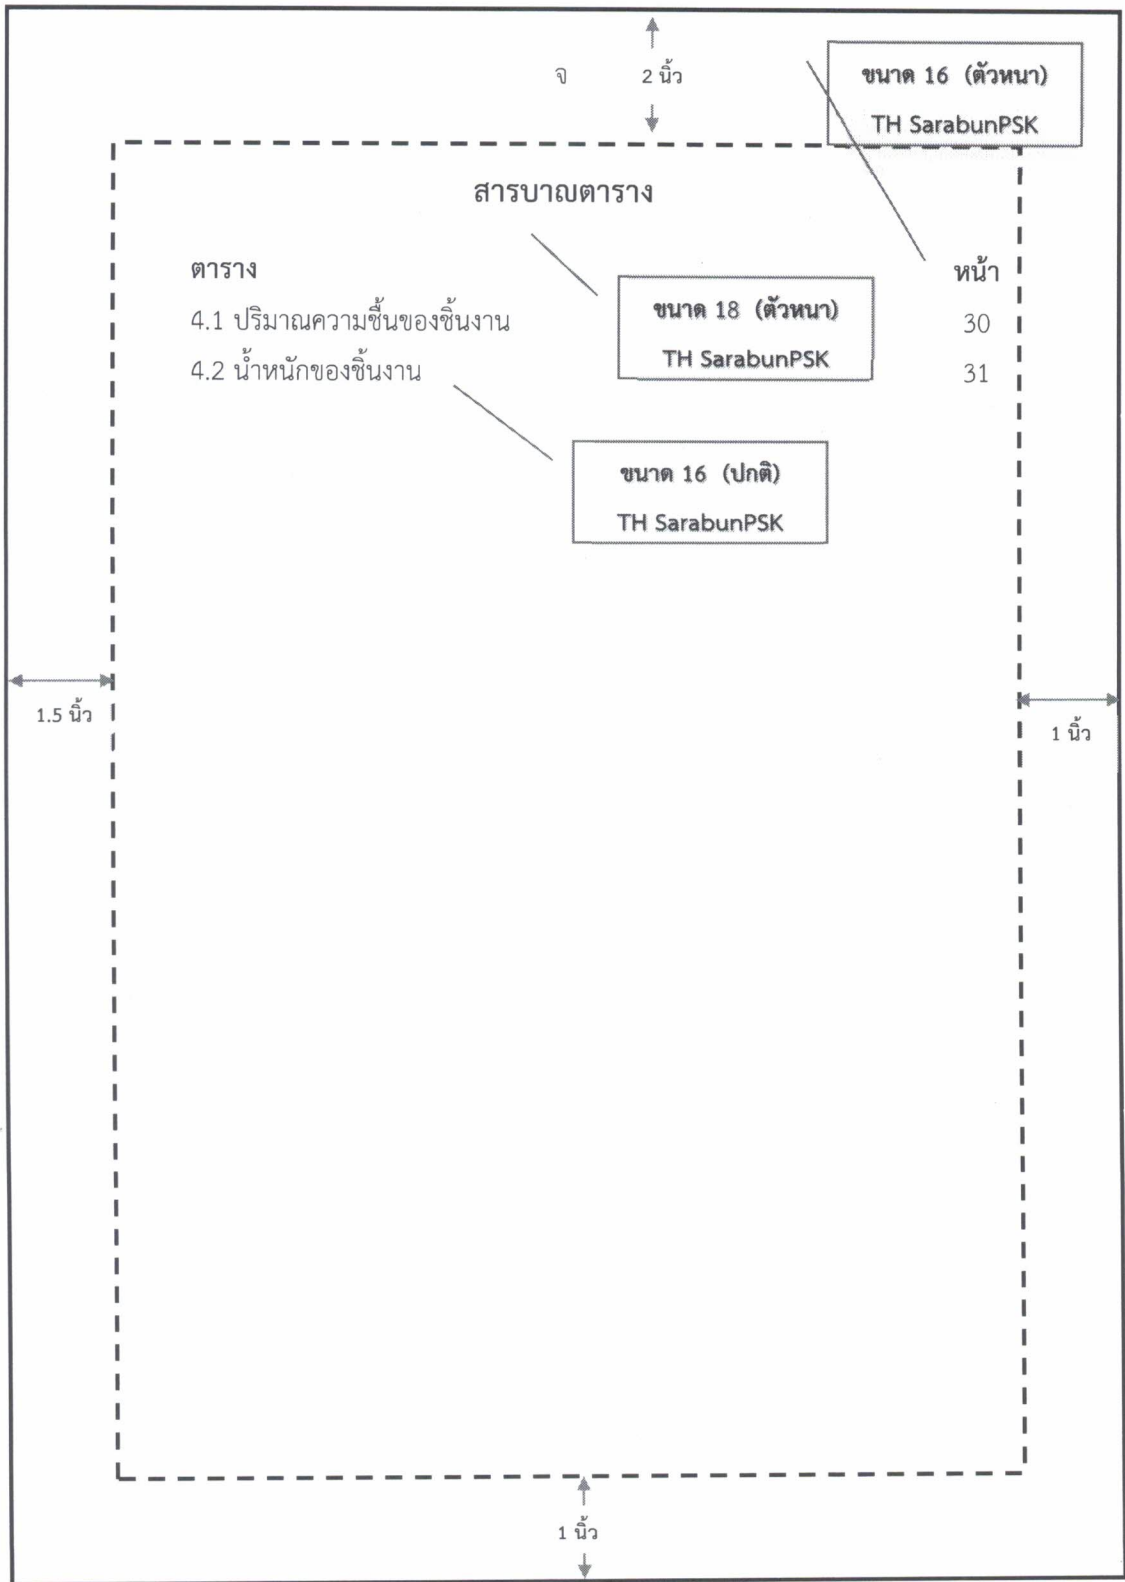 จ 2 นิ้ว
ขนาด 16 (ตัวหนา)
TH SarabunPSK
สารบาญตาราง
ตาราง หน้า
4.1 ปริมาณความชื้นของชิ้นงาน 30
4.2 น้ำหนักของชิ้นงาน 31
ขนาด 18 (ตัวหนา)
TH SarabunPSK
ขนาด 16 (ปกติ)
TH SarabunPSK
1.5 นิ้ว
1 นิ้ว
1 นิ้ว